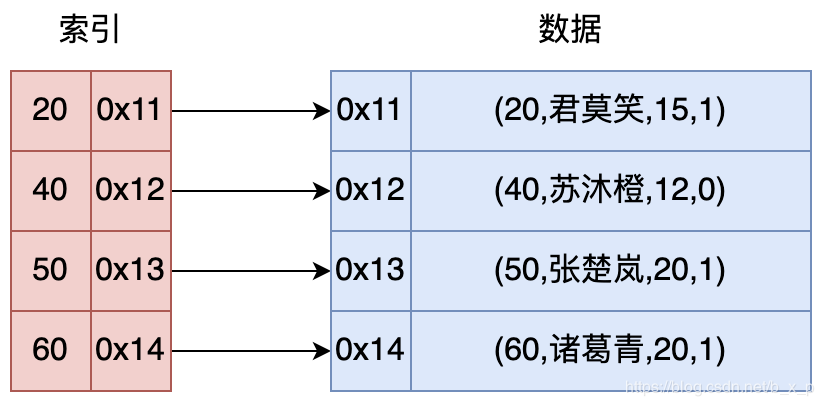 索引 数据
20 0x11 0x11 (20,君莫笑,15,1)
40 0x12 0x12 (40,苏沐橙,12,0)
50 0x13 0x13 (50,张楚岚,20,1)
60 0x14 0x14 (60,诸葛青,20,1)
https://blog.csdn.net/b_x_p